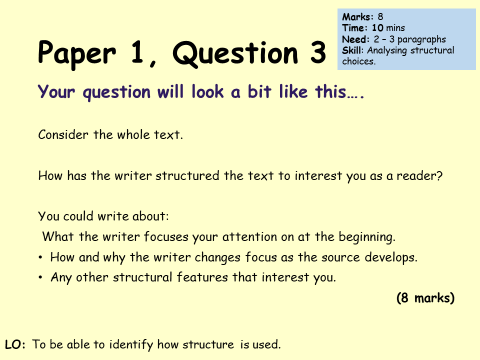 Marks: 8
Time: 10 mins
Need: 2 – 3 paragraphs
Skill: Analysing structural
choices.
Paper 1, Question 3
Your question will look a bit like this….
Consider the whole text.
How has the writer structured the text to interest you as a reader?
You could write about:
What the writer focuses your attention on at the beginning.
• How and why the writer changes focus as the source develops.
• Any other structural features that interest you.
(8 marks)
LO: To be able to identify how structure is used.